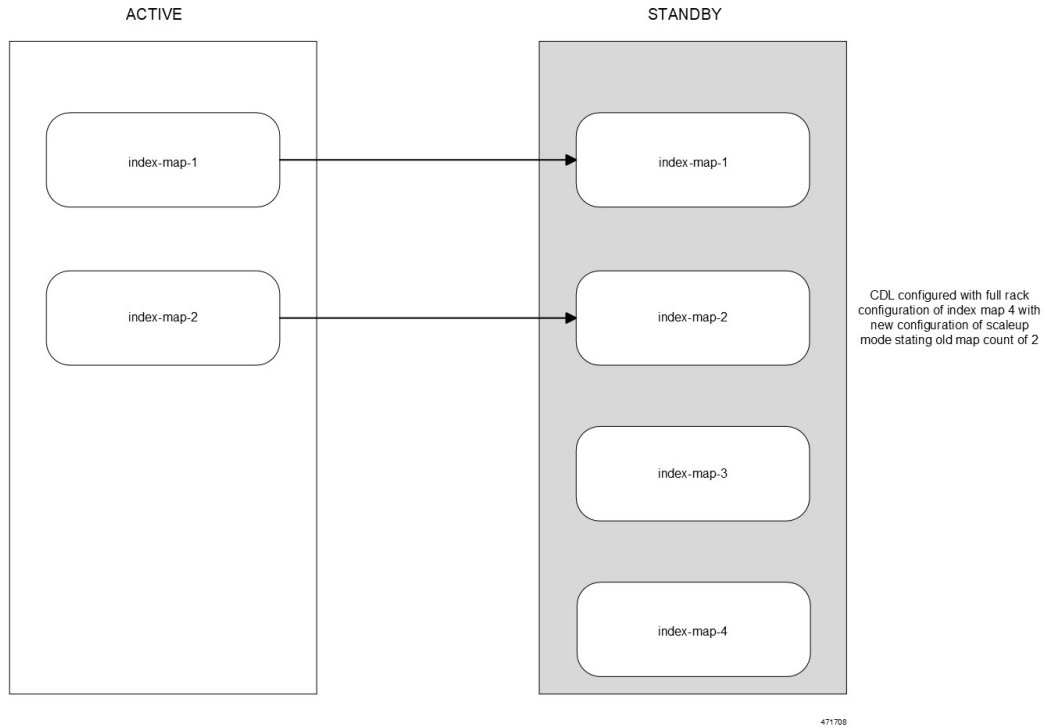 ACTIVE
STANDBY
index-map-1
index-map-1
index-map-2
index-map-2
CDL configured with full rack
configuration of index map 4 with
new configuration of scaleup
mode stating old map count of 2
index-map-3
index-map-4
471708